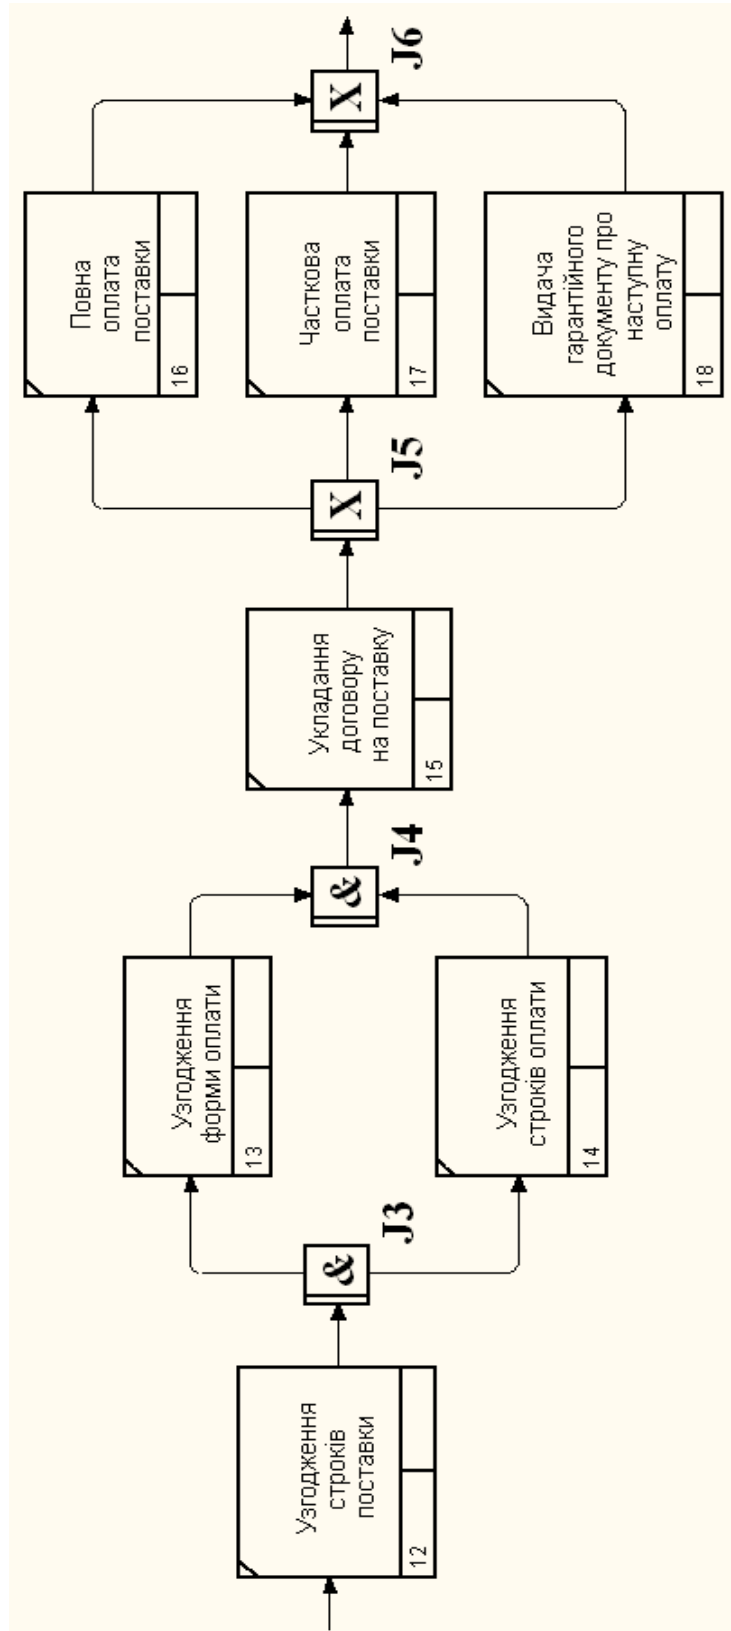 Узгодження
строків
поставки
12
&
J3
Узгодження
форми оплати
13
Узгодження
строків оплати
14
&
J4
Укладання
договору
на поставку
15
X
J5
Повна
оплата
поставки
16
Часткова
оплата
поставки
17
Видача
гарантійного
документу про
наступну
оплату
18
X
J6